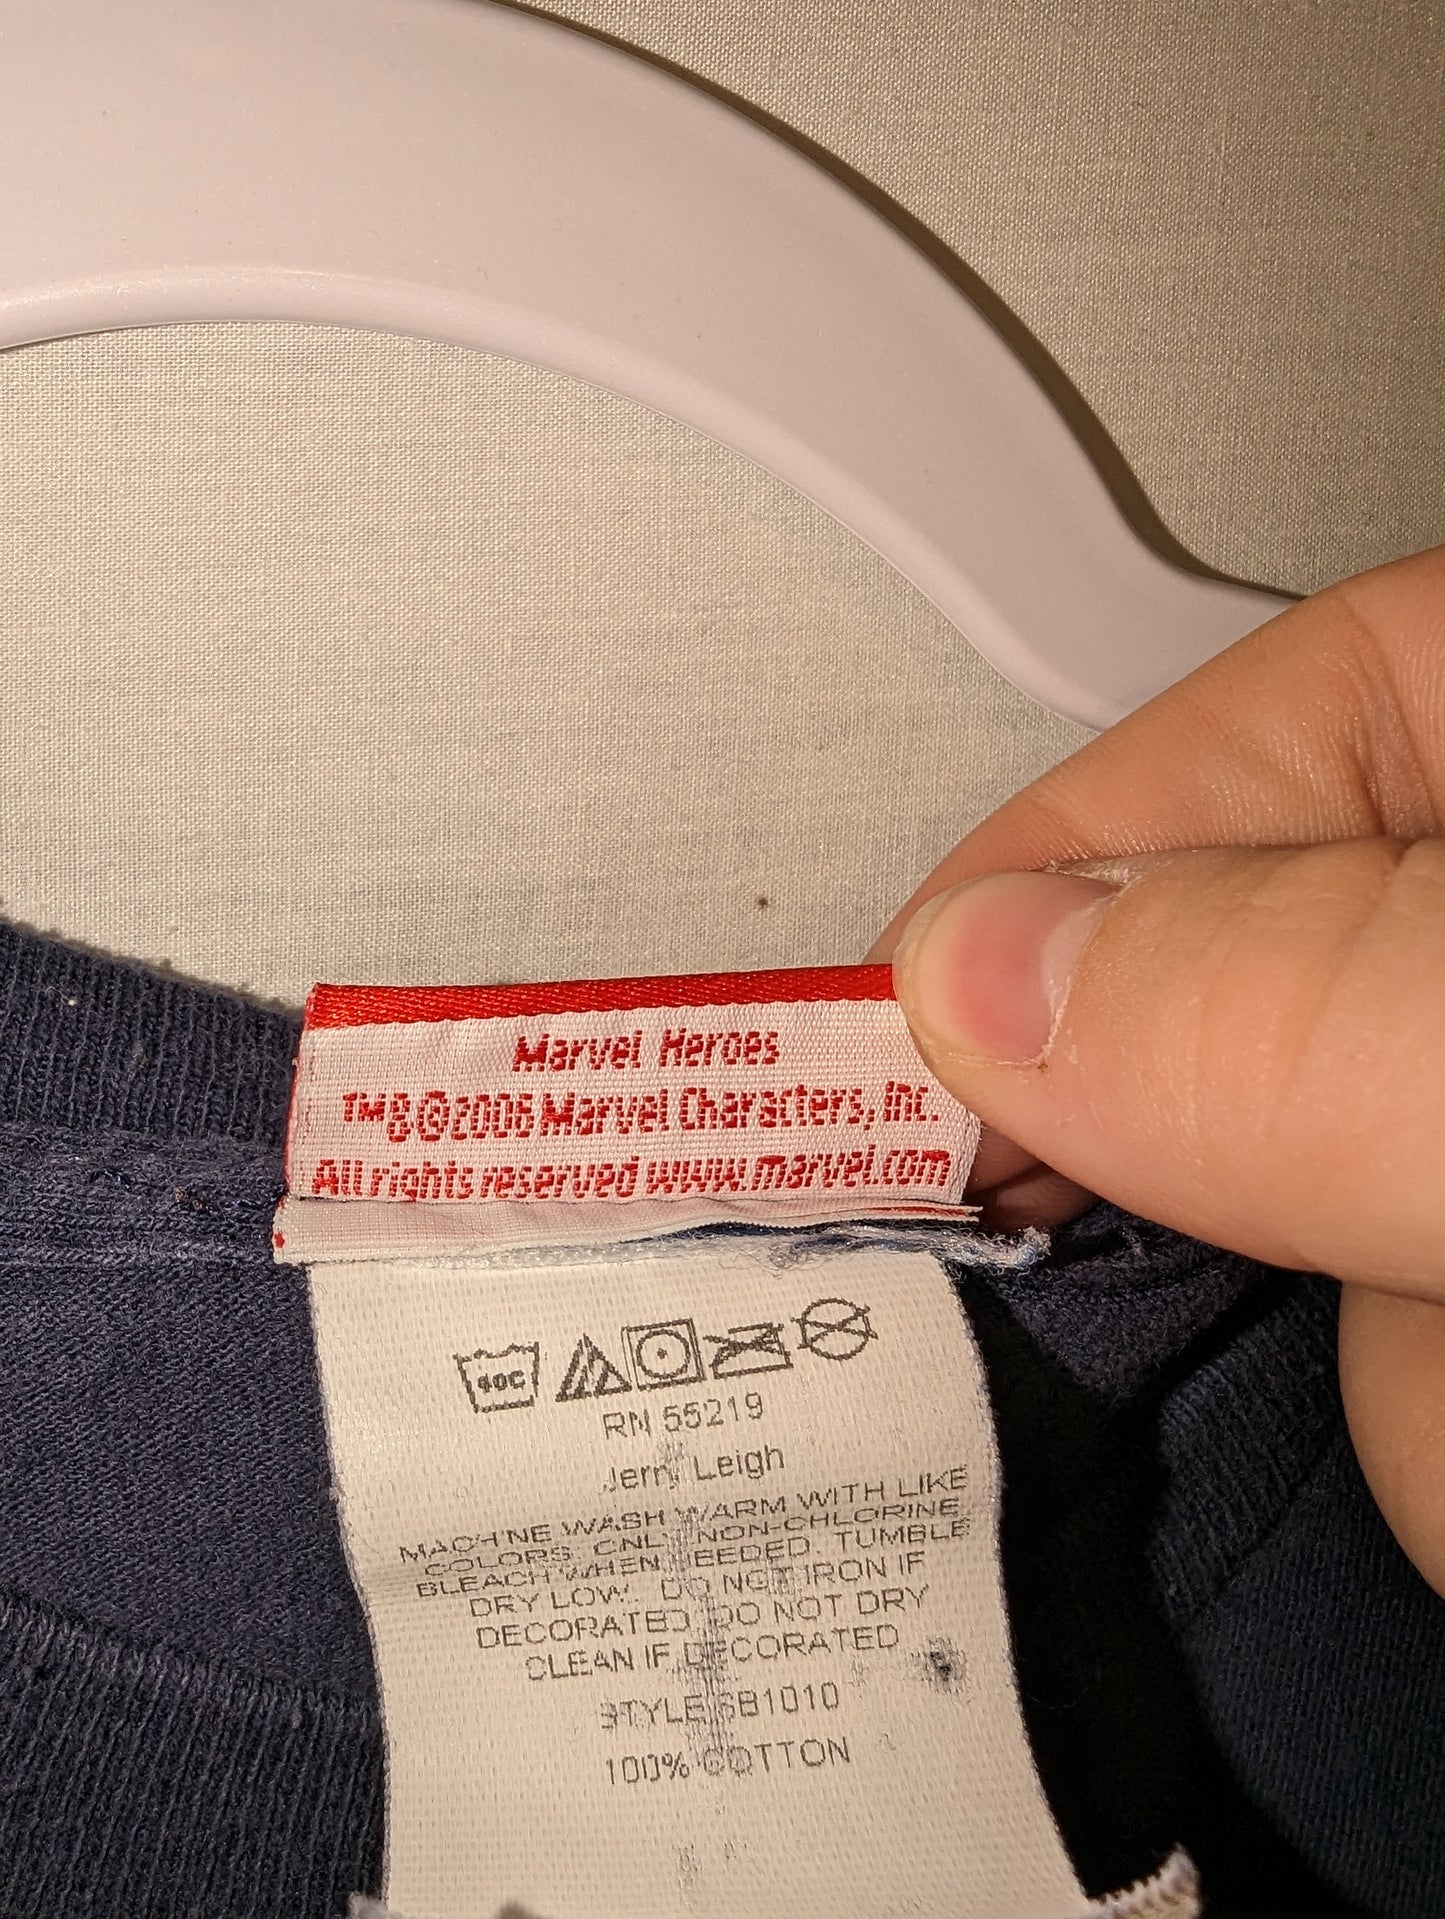 Marvel Heroes
™&©2006 Marvel Characters, Inc.
All rights reserved www.marvel.com
40C
RN 55219
Jerry Leigh
MACHINE WASH WARM WITH LIKE
COLORS. ONLY NON-CHLORINE
BLEACH WHEN NEEDED. TUMBLE
DRY LOW. DO NOT IRON IF
DECORATED. DO NOT DRY
CLEAN IF DECORATED
STYLE SB1010
100% COTTON